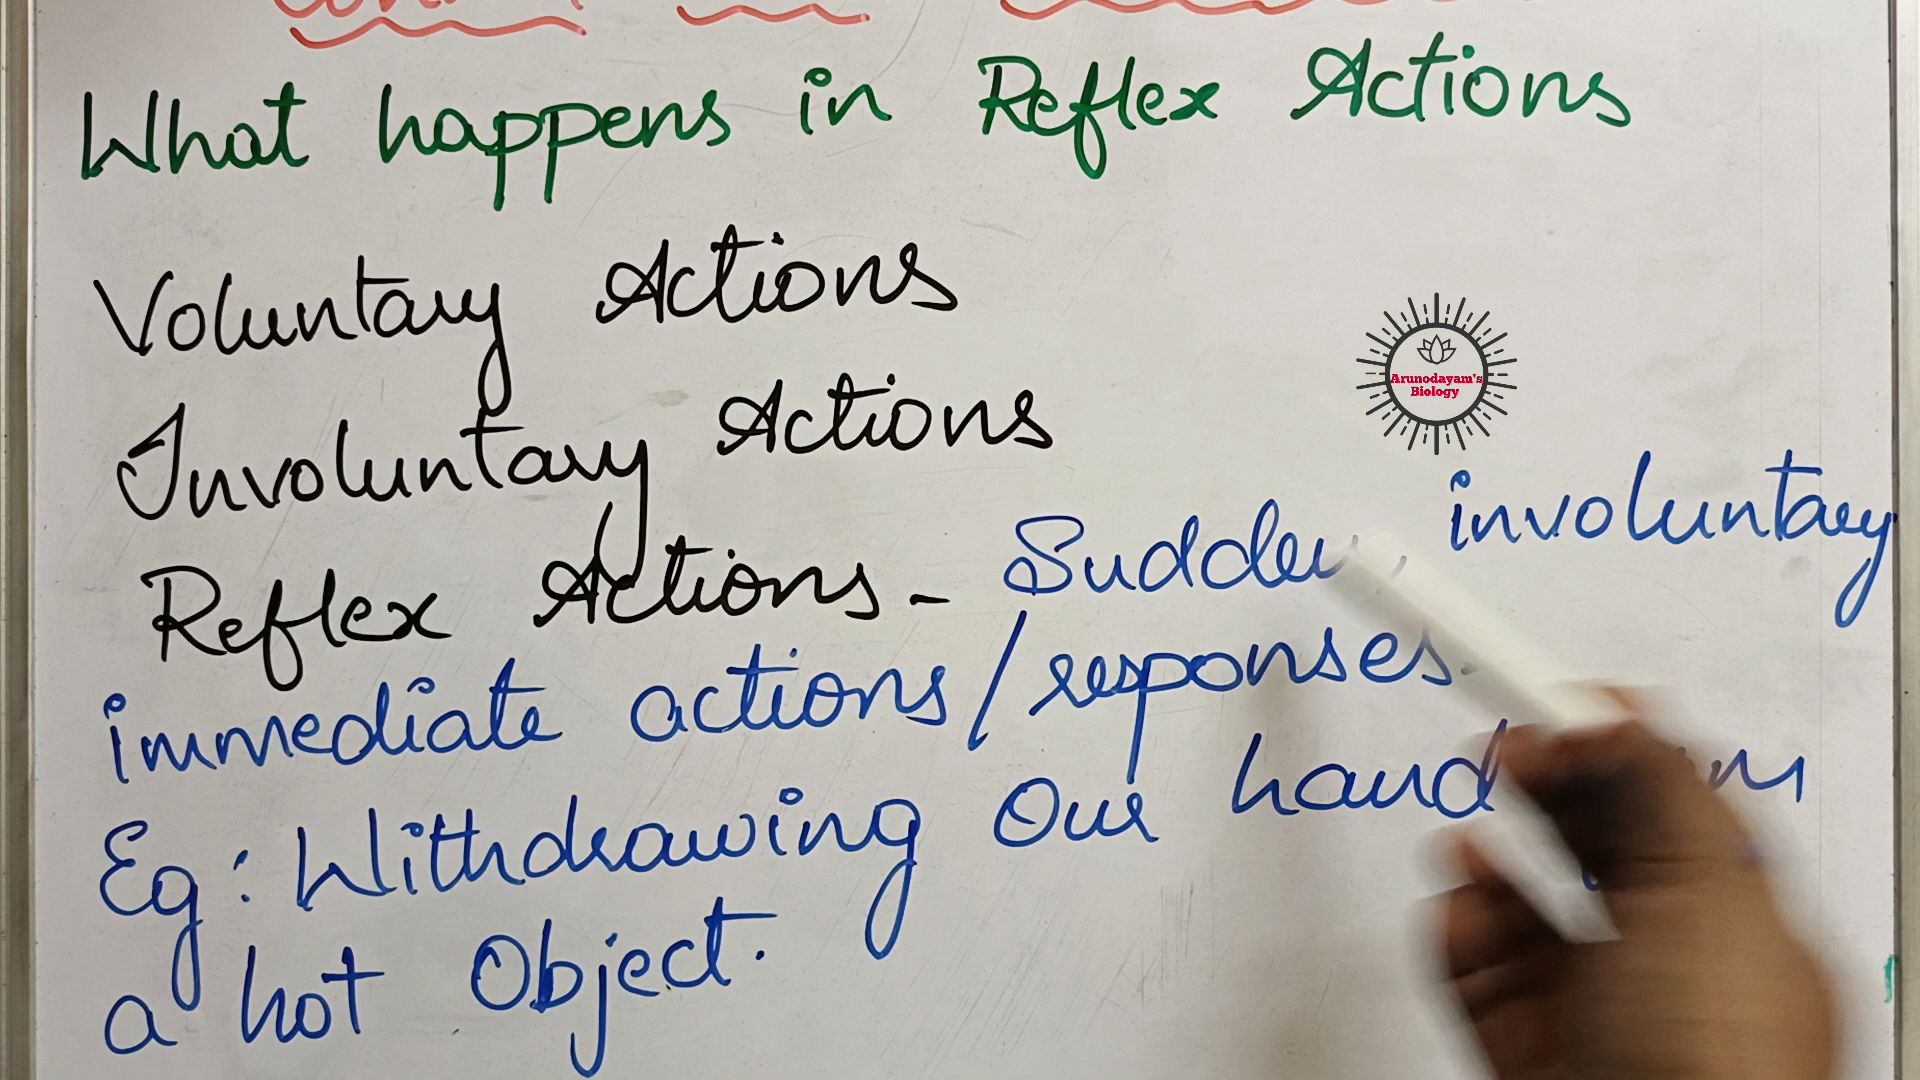 What happens in Reflex Actions
Voluntary Actions
Arunodayam's
Biology
Involuntary Actions
Reflex Actions - Sudden, involuntary
immediate actions/responses.
Eg: Withdrawing Our hand
a hot Object.